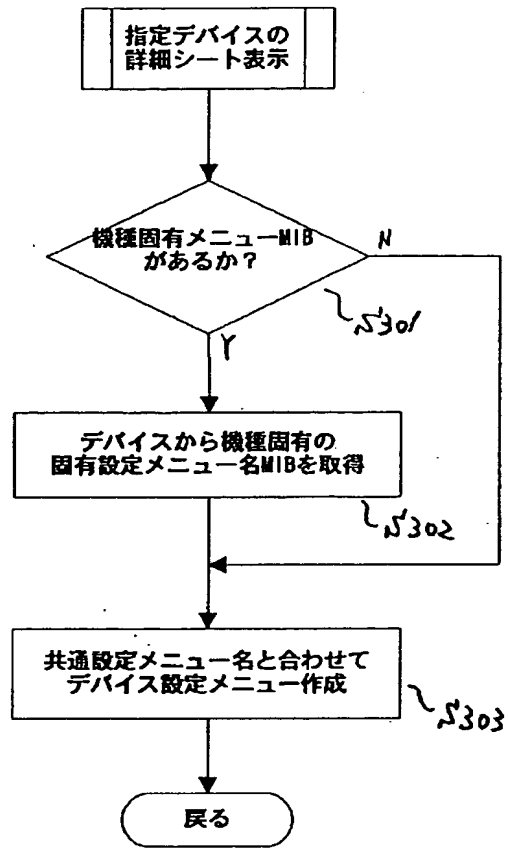 指定デバイスの
詳細シート表示
機種固有メニューMIB
があるか？
N
S301
Y
デバイスから機種固有の
固有設定メニュー名MIBを取得
S302
共通設定メニュー名と合わせて
デバイス設定メニュー作成
S303
戻る